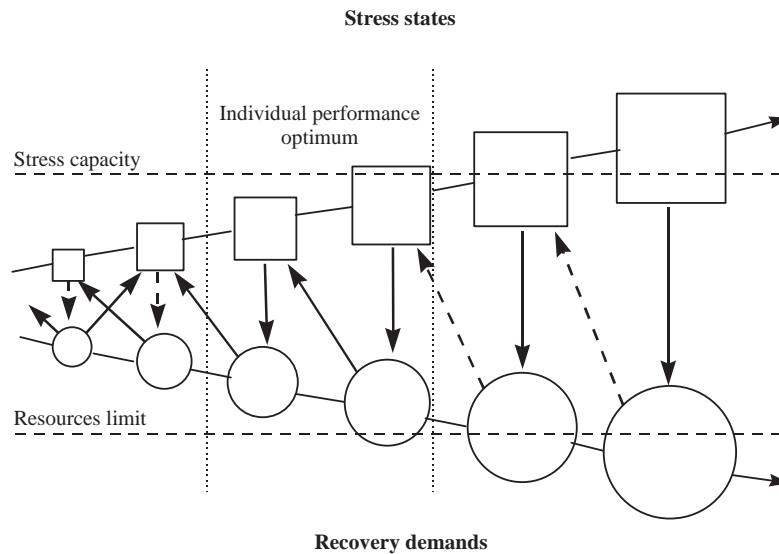 Stress states
Individual performance
optimum
Stress capacity
Resources limit
Recovery demands